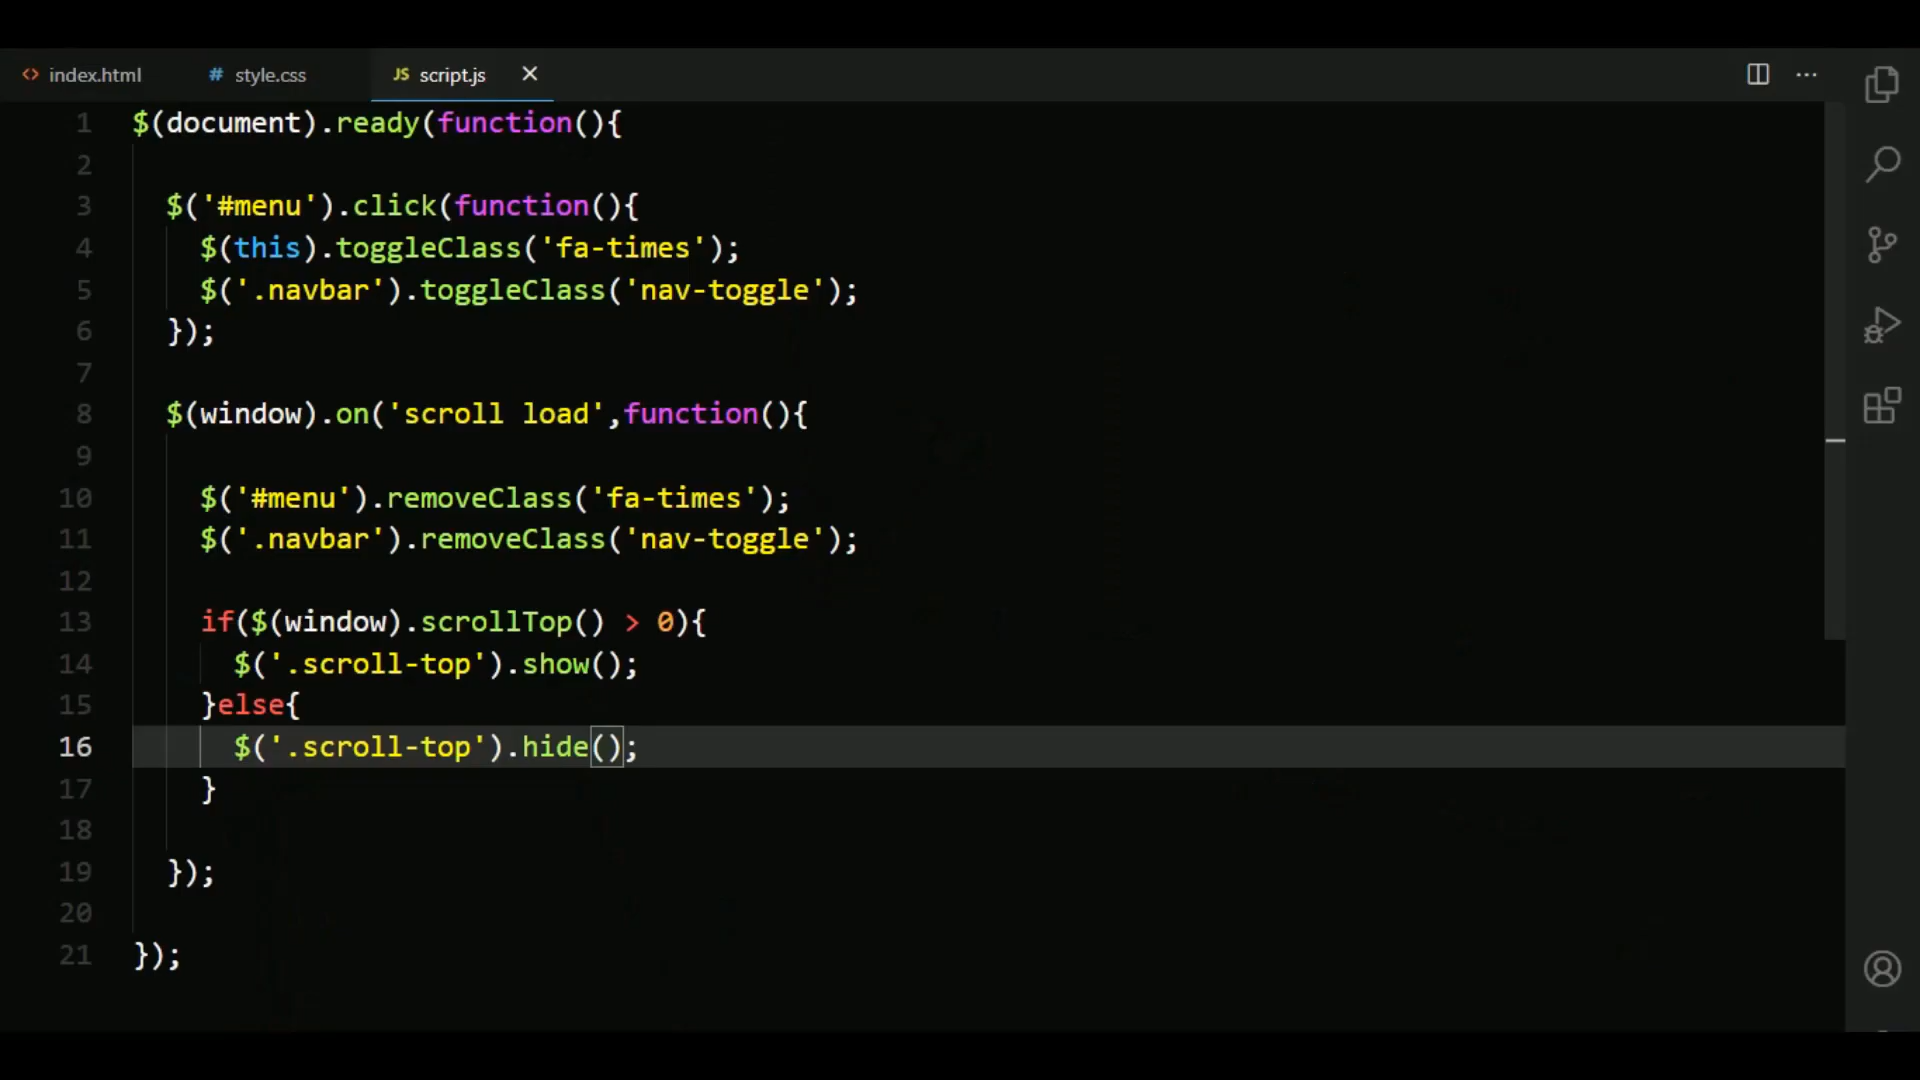 index.html # style.css JS script.js
1 $(document).ready(function(){
2
3 $('#menu').click(function(){
4 $(this).toggleClass('fa-times');
5 $('.navbar').toggleClass('nav-toggle');
6 });
7
8 $(window).on('scroll load',function(){
9
10 $('#menu').removeClass('fa-times');
11 $('.navbar').removeClass('nav-toggle');
12
13 if($(window).scrollTop() > 0){
14 $('.scroll-top').show();
15 }else{
16 $('.scroll-top').hide();
17 }
18
19 });
20
21 });